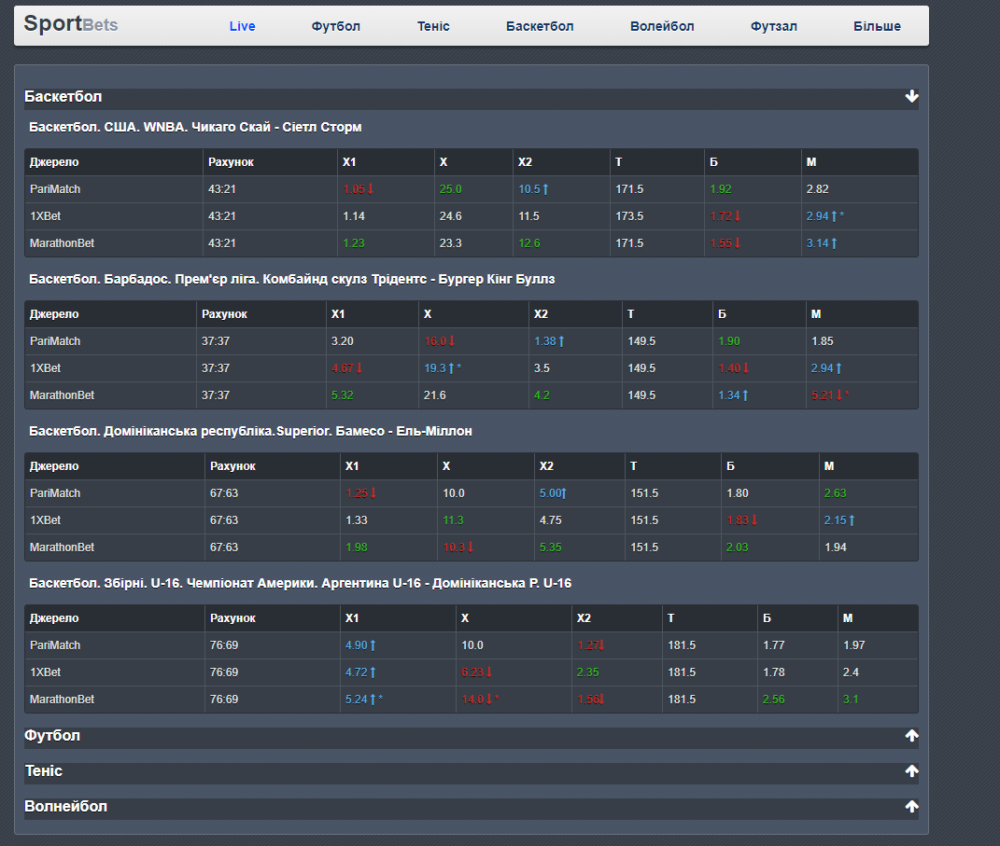 SportBets Live Футбол Теніс Баскетбол Волейбол Футзал Більше
Баскетбол
Баскетбол. США. WNBA. Чикаго Скай - Сіетл Сторм
Джерело Рахунок X1 X X2 Т Б М
PariMatch 43:21 1.05↓ 25.0 10.5↑ 171.5 1.92 2.82
1XBet 43:21 1.14 24.6 11.5 173.5 1.72↓ 2.94↑*
MarathonBet 43:21 1.23 23.3 12.6 171.5 1.55↓ 3.14↑
Баскетбол. Барбадос. Прем'єр ліга. Комбайнд скулз Трідентс - Бургер Кінг Буллз
Джерело Рахунок X1 X X2 Т Б М
PariMatch 37:37 3.20 16.0↓ 1.38↑ 149.5 1.90 1.85
1XBet 37:37 4.67↓ 19.3↑* 3.5 149.5 1.40↓ 2.94↑
MarathonBet 37:37 5.32 21.6 4.2 149.5 1.34↑ 5.21↓*
Баскетбол. Домініканська республіка.Superior. Бамесо - Ель-Міллон
Джерело Рахунок X1 X X2 Т Б М
PariMatch 67:63 1.25↓ 10.0 5.00↑ 151.5 1.80 2.63
1XBet 67:63 1.33 11.3 4.75 151.5 1.83↓ 2.15↑
MarathonBet 67:63 1.98 10.3↓ 5.35 151.5 2.03 1.94
Баскетбол. Збірні. U-16. Чемпіонат Америки. Аргентина U-16 - Домініканська Р. U-16
Джерело Рахунок X1 X X2 Т Б М
PariMatch 76:69 4.90↑ 10.0 1.27↓ 181.5 1.77 1.97
1XBet 76:69 4.72↑ 6.23↓ 2.35 181.5 1.78 2.4
MarathonBet 76:69 5.24↑* 14.0↓* 1.56↓ 181.5 2.56 3.1
Футбол
Теніс
Волнейбол